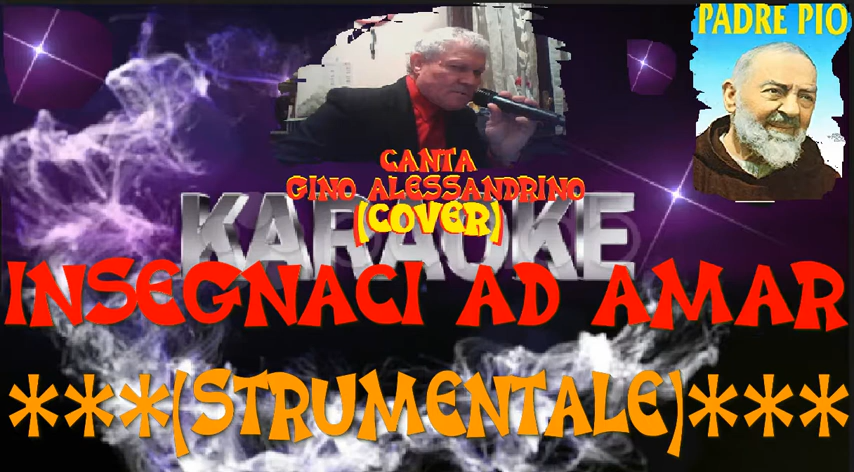 PADRE PIO
CANTA
GINO ALESSANDRINO
(COVER)
KARAOKE
INSEGNACI AD AMAR
***(STRUMENTALE)***